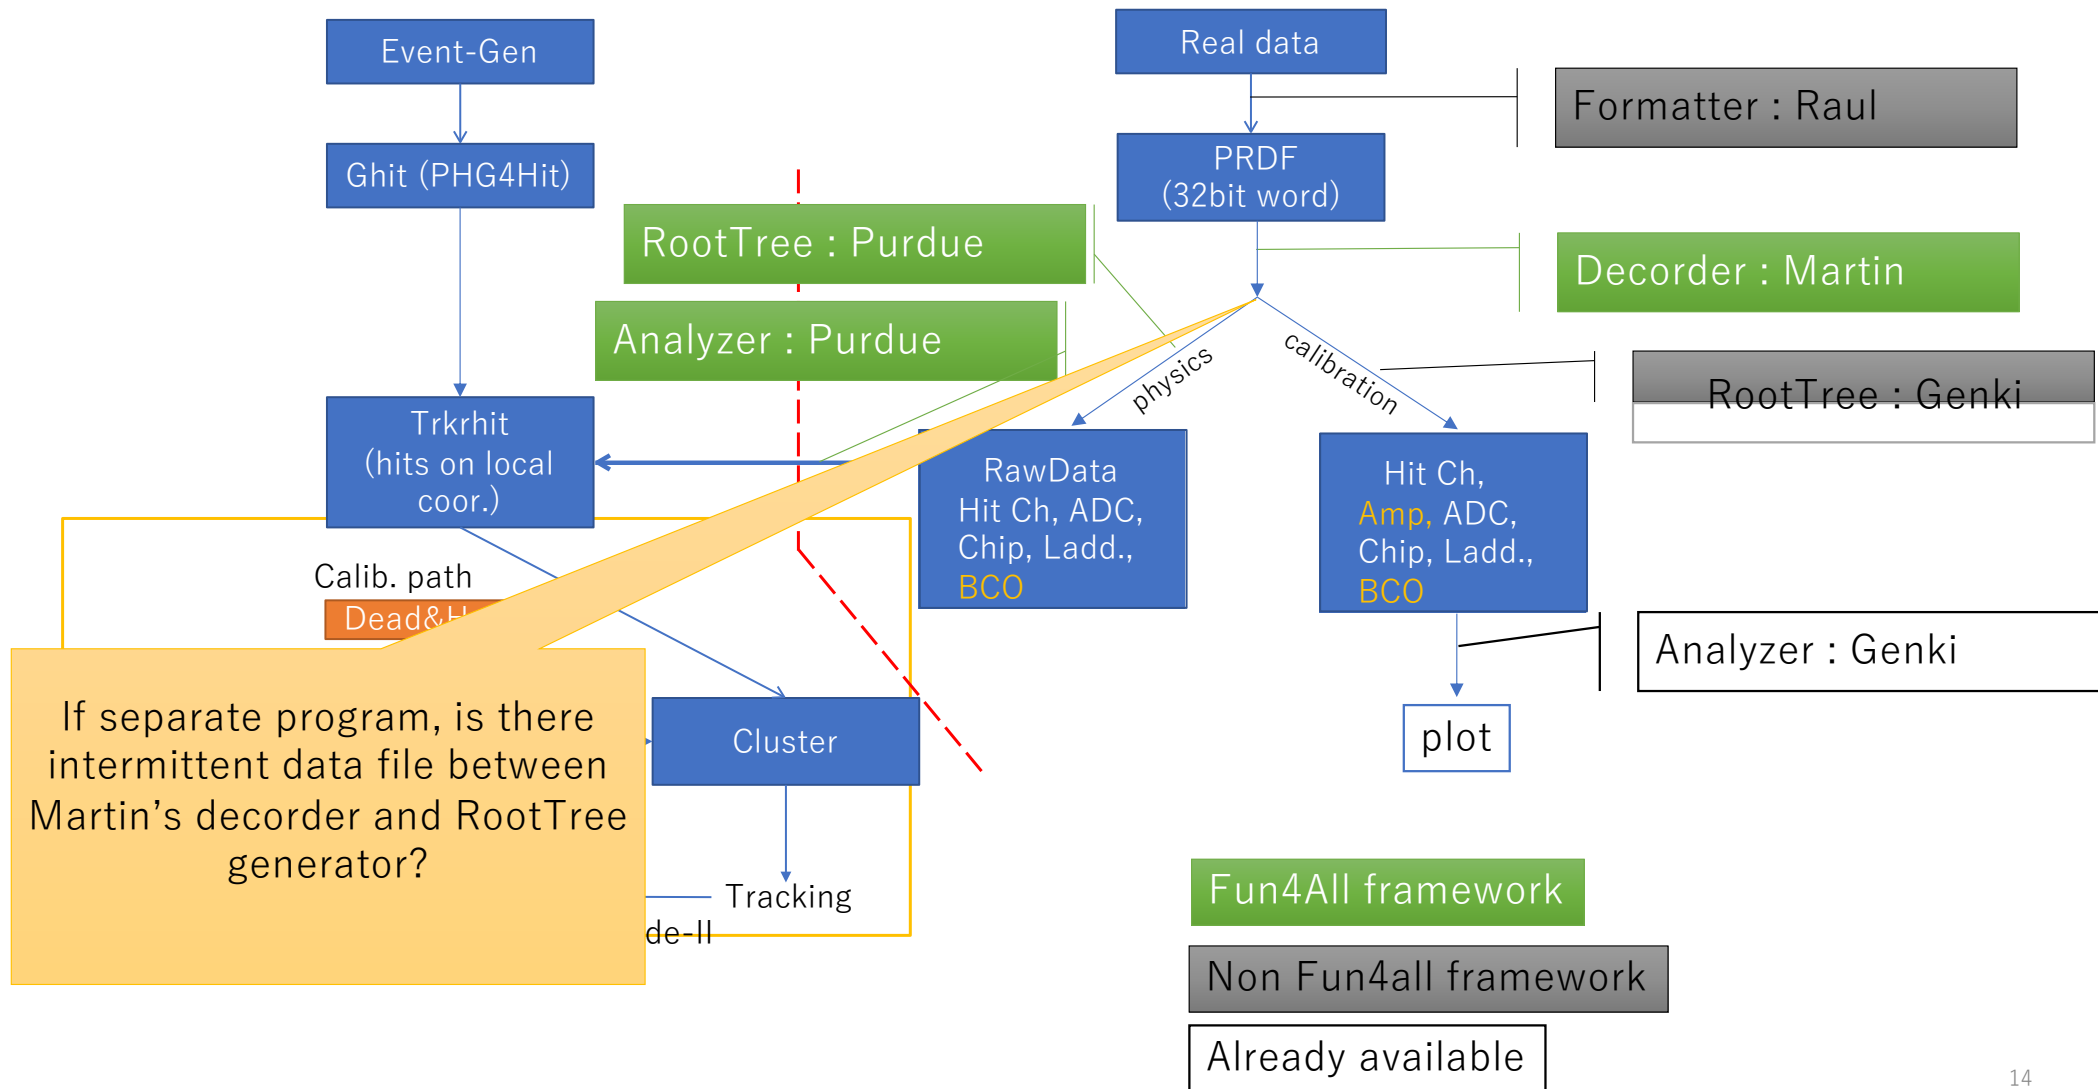 Event-Gen
Real data
Formatter : Raul
Ghit (PHG4Hit)
PRDF
(32bit word)
RootTree : Purdue
Decorder : Martin
Analyzer : Purdue
physics
calibration
RootTree : Genki
Trkrhit
(hits on local
coor.)
RawData
Hit Ch, ADC,
Chip, Ladd.,
BCO
Hit Ch,
Amp, ADC,
Chip, Ladd.,
BCO
Calib. path
Analyzer : Genki
If separate program, is there
intermittent data file between
Martin’s decorder and RootTree
generator?
Cluster
plot
Tracking
de-II
Fun4All framework
Non Fun4all framework
Already available
14